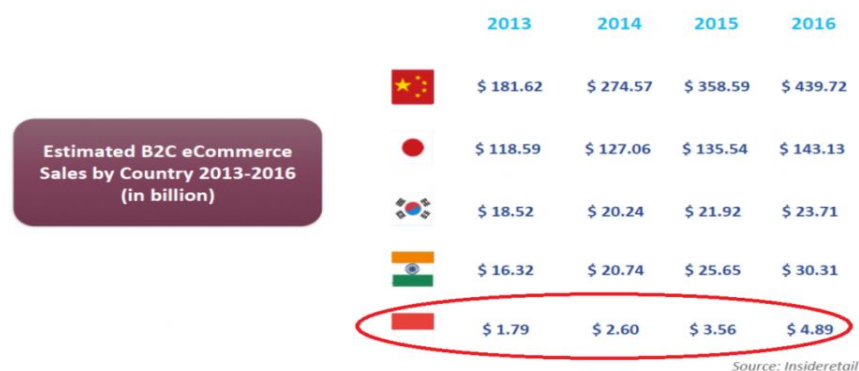 2013 2014 2015 2016
$ 181.62 $ 274.57 $ 358.59 $ 439.72
Estimated B2C eCommerce
Sales by Country 2013-2016
(in billion)
$ 118.59 $ 127.06 $ 135.54 $ 143.13
$ 18.52 $ 20.24 $ 21.92 $ 23.71
$ 16.32 $ 20.74 $ 25.65 $ 30.31
$ 1.79 $ 2.60 $ 3.56 $ 4.89
Source: Insideretail